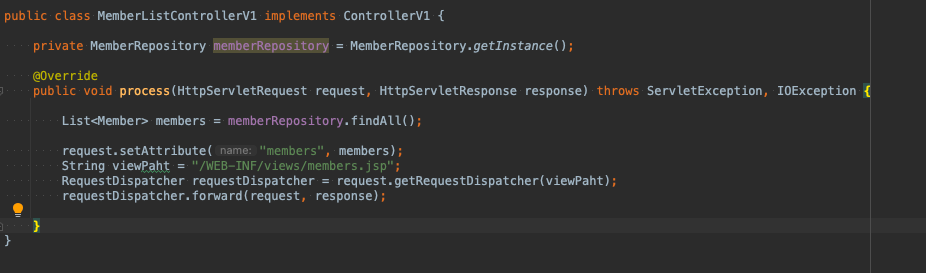 public class MemberListControllerV1 implements ControllerV1 {
private MemberRepository memberRepository = MemberRepository.getInstance();
@Override
public void process(HttpServletRequest request, HttpServletResponse response) throws ServletException, IOException {
List<Member> members = memberRepository.findAll();
request.setAttribute( name: "members", members);
String viewPaht = "/WEB-INF/views/members.jsp";
RequestDispatcher requestDispatcher = request.getRequestDispatcher(viewPaht);
requestDispatcher.forward(request, response);
}
}